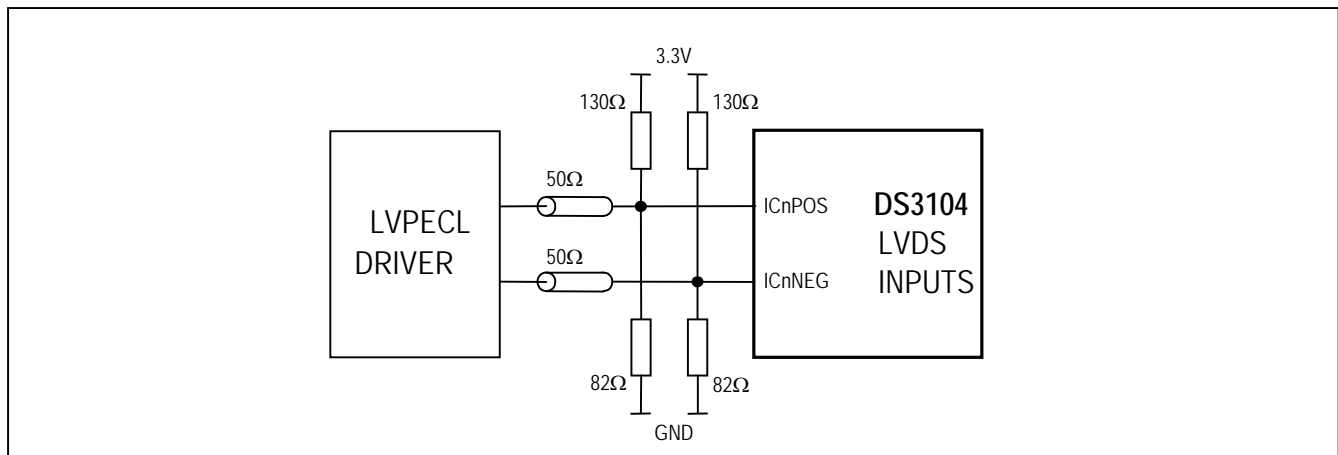 3.3V
130Ω
130Ω
50Ω
50Ω
LVPECL
DRIVER
ICnPOS
ICnNEG
DS3104
LVDS
INPUTS
82Ω
82Ω
GND